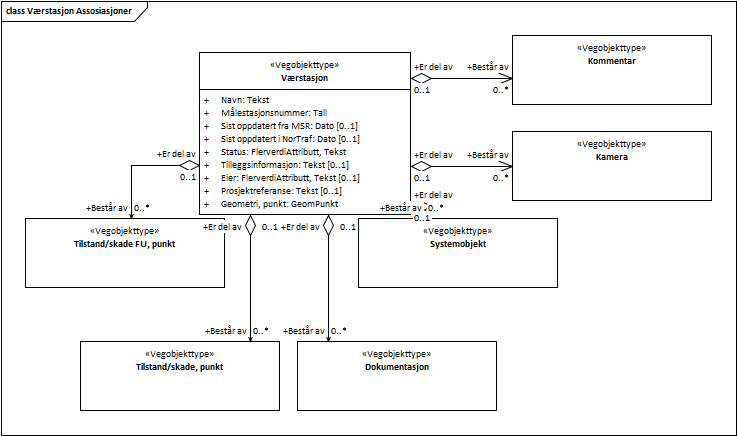 class Værstasjon Assosiasjoner
«Vegobjekttype»
Værstasjon
+ Navn: Tekst
+ Målestasjonsnummer: Tall
+ Sist oppdatert fra MSR: Dato [0..1]
+ Sist oppdatert i NorTraf: Dato [0..1]
+ Status: FlerverdiAttributt, Tekst
+ Tilleggsinformasjon: Tekst [0..1]
+ Eier: FlerverdiAttributt, Tekst [0..1]
+ Prosjektreferanse: Tekst [0..1]
+ Geometri, punkt: GeomPunkt
+Er del av
0..1
+Består av
0..*
«Vegobjekttype»
Kommentar
+Er del av
0..1
+Består av
0..*
«Vegobjekttype»
Kamera
+Er del av
0..1
+Består av
0..*
«Vegobjekttype»
Tilstand/skade FU, punkt
+Er del av
0..1
+Består av
0..*
«Vegobjekttype»
Systemobjekt
+Er del av
0..1
+Består av
0..*
«Vegobjekttype»
Tilstand/skade, punkt
+Er del av
0..1
+Består av
0..*
«Vegobjekttype»
Dokumentasjon